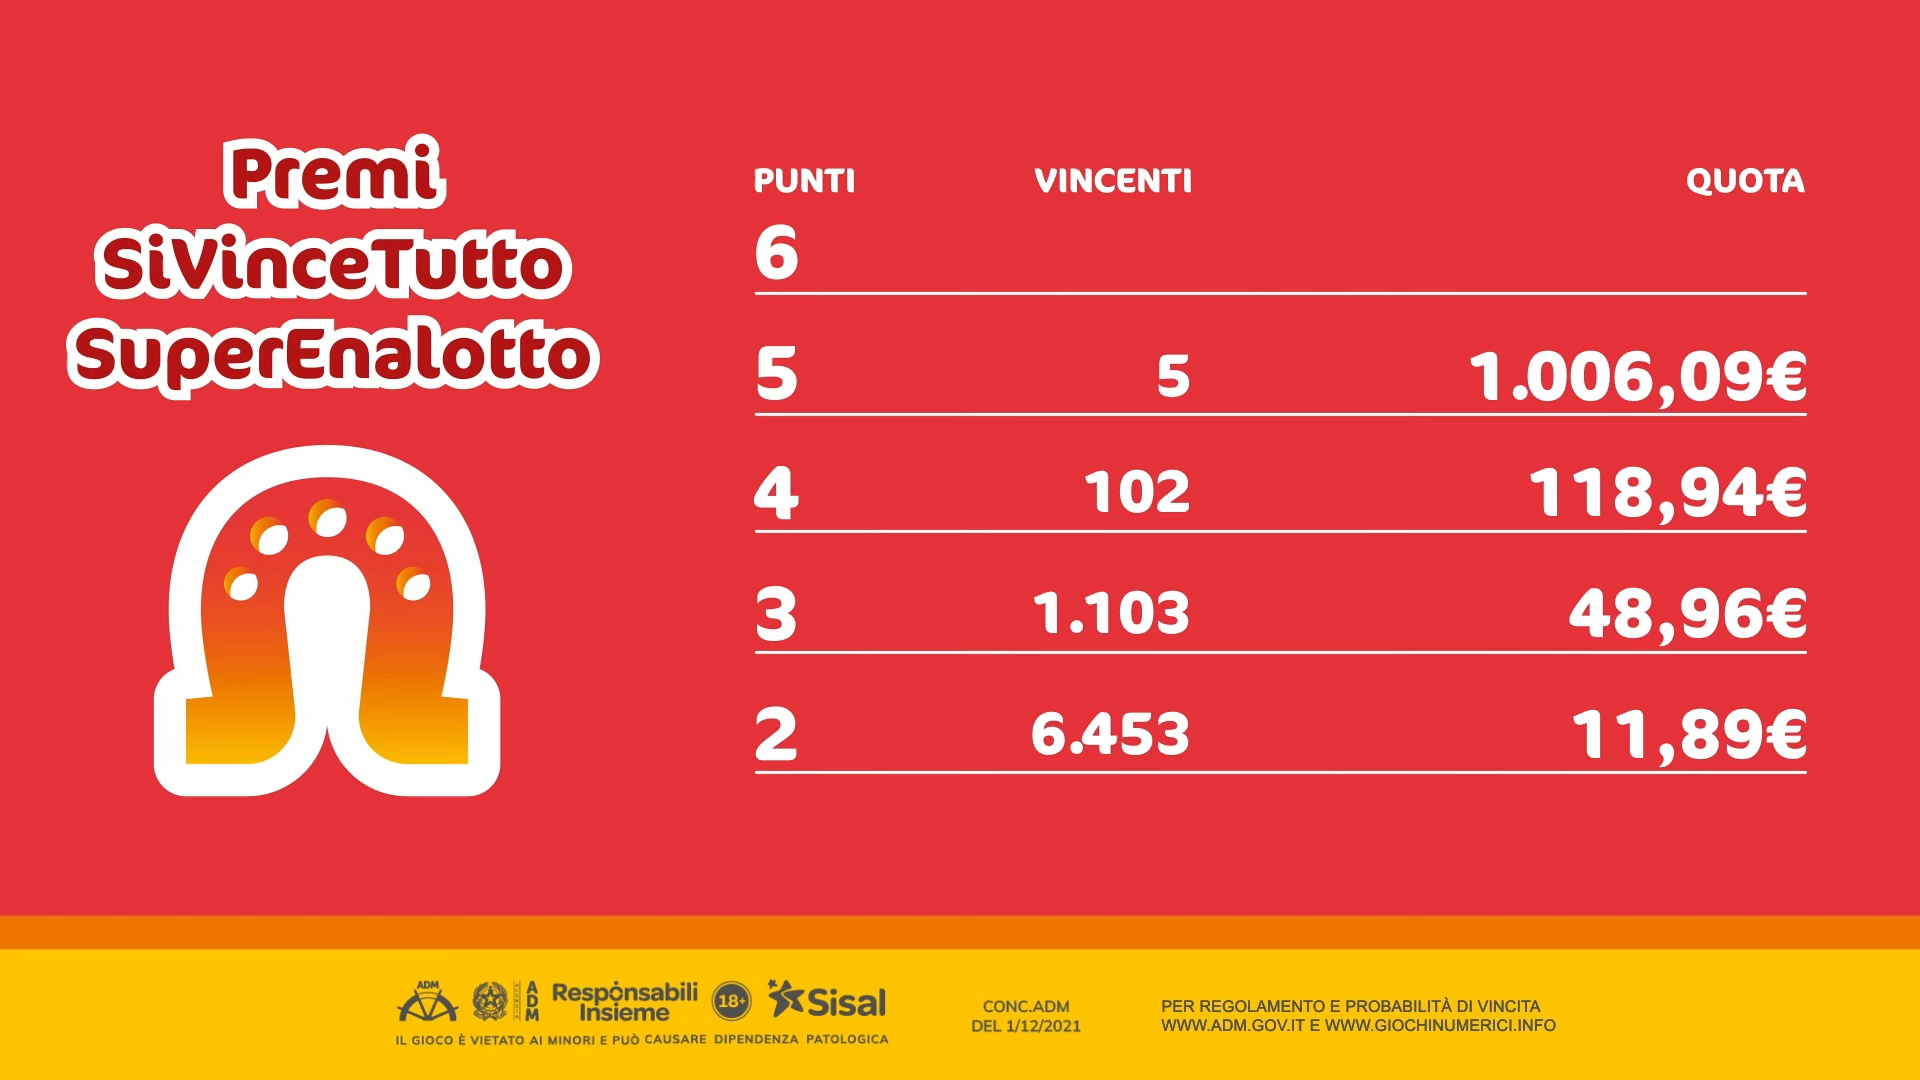 Premi
SiVinceTutto
SuperEnalotto
PUNTI VINCENTI QUOTA
6
5 5 1.006,09€
4 102 118,94€
3 1.103 48,96€
2 6.453 11,89€
ADM
ADM
Responsabili
Insieme
18+
Sisal
IL GIOCO È VIETATO AI MINORI E PUÒ CAUSARE DIPENDENZA PATOLOGICA
CONC.ADM
DEL 1/12/2021
PER REGOLAMENTO E PROBABILITÀ DI VINCITA
WWW.ADM.GOV.IT E WWW.GIOCHINUMERICI.INFO